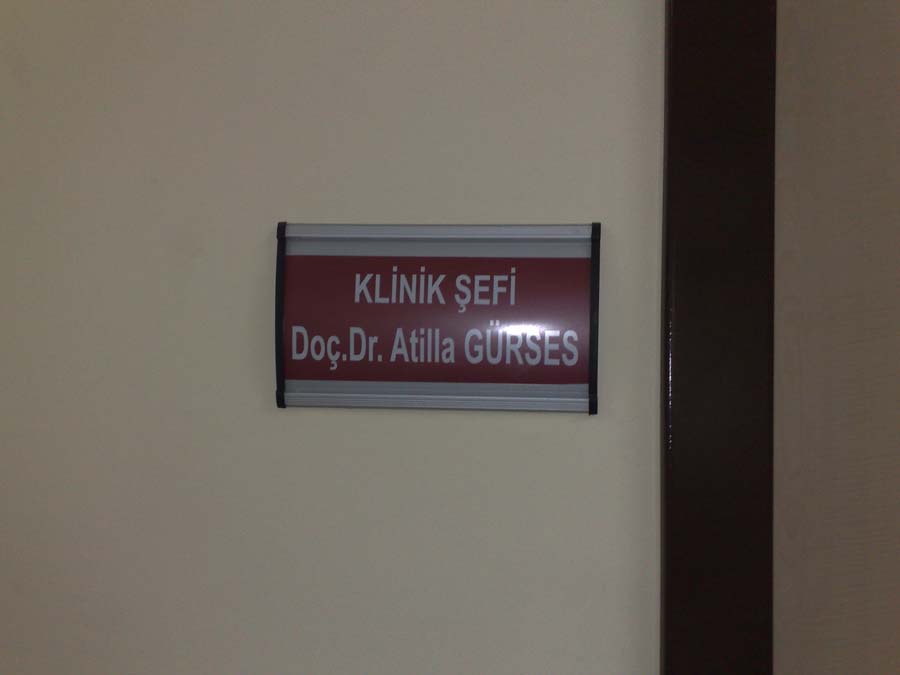 KLİNİK ŞEFİ
Doç.Dr. Atilla GÜRSES